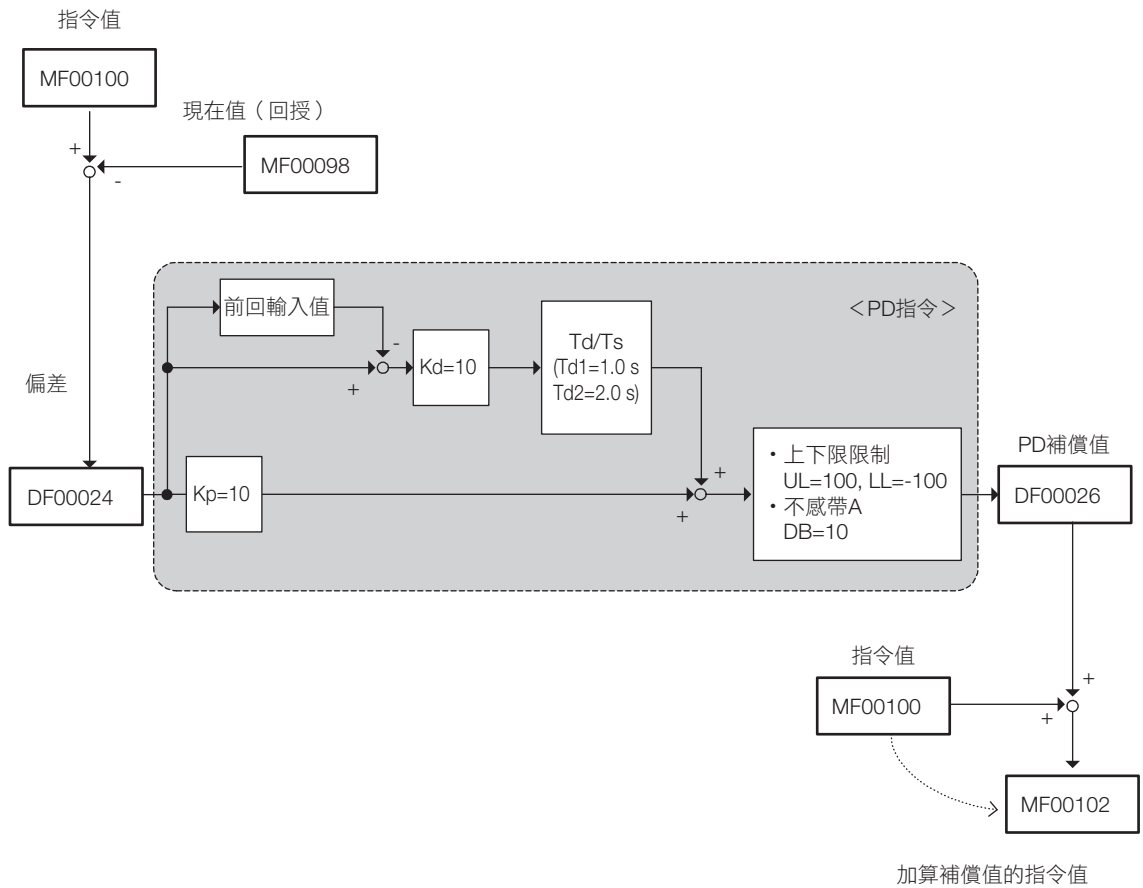 指令值
MF00100
現在值（回授）
+
MF00098
-
前回輸入值
＜PD指令＞
-
Kd=10
Td/Ts
(Td1=1.0 s
Td2=2.0 s)
+
偏差
DF00024
Kp=10
+
+
・上下限限制
UL=100, LL=-100
・不感帶A
DB=10
PD補償值
DF00026
指令值
+
MF00100
+
MF00102
加算補償值的指令值